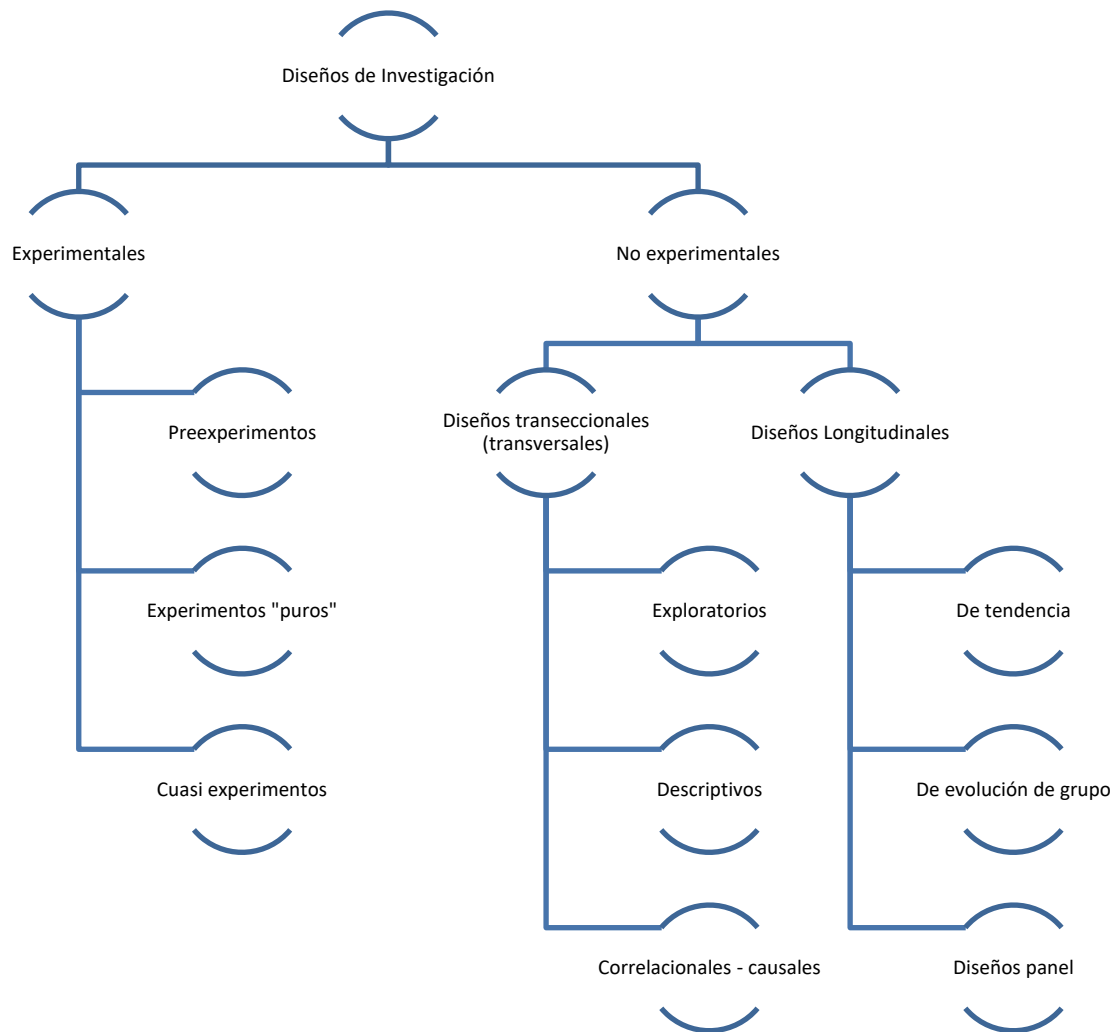 Diseños de Investigación
Experimentales
No experimentales
Preexperimentos
Diseños transeccionales
(transversales)
Diseños Longitudinales
Experimentos "puros"
Exploratorios
De tendencia
Cuasi experimentos
Descriptivos
De evolución de grupo
Correlacionales - causales
Diseños panel